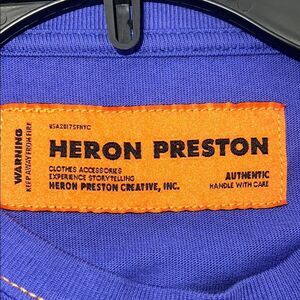 WARNING
KEEP AWAY FROM FIRE
HERON PRESTON
CLOTHES ACCESSORIES
EXPERIENCE STORYTELLING
HERON PRESTON CREATIVE, INC.
AUTHENTIC
HANDLE WITH CARE